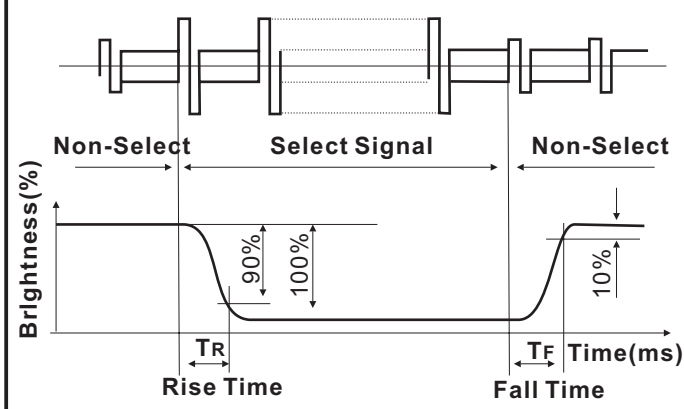 Non-Select Select Signal Non-Select
Brightness(%)
90%
100%
10%
TR TF Time(ms)
Rise Time Fall Time